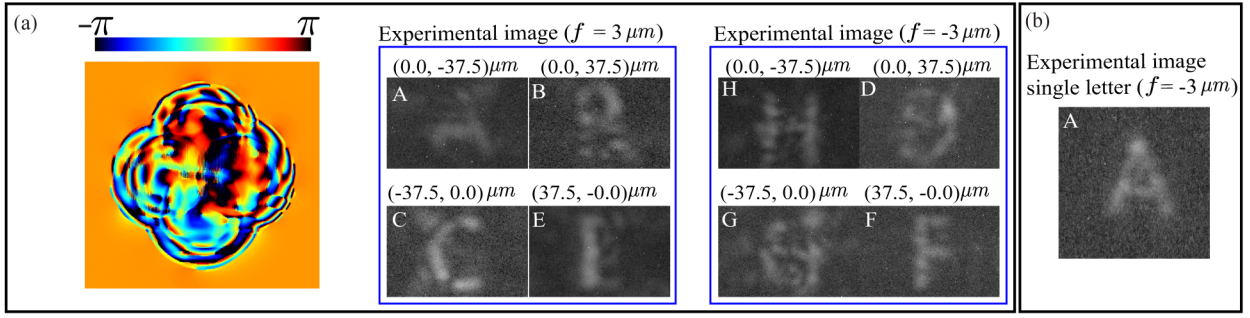 (a)
−π π
Experimental image (f = 3 μm)
(0.0, -37.5)μm (0.0, 37.5)μm
A B
(-37.5, 0.0) μm (37.5, -0.0)μm
C E
Experimental image (f = -3 μm)
(0.0, -37.5)μm (0.0, 37.5)μm
H D
(-37.5, 0.0) μm (37.5, -0.0)μm
G F
(b)
Experimental image
single letter (f = -3 μm)
A